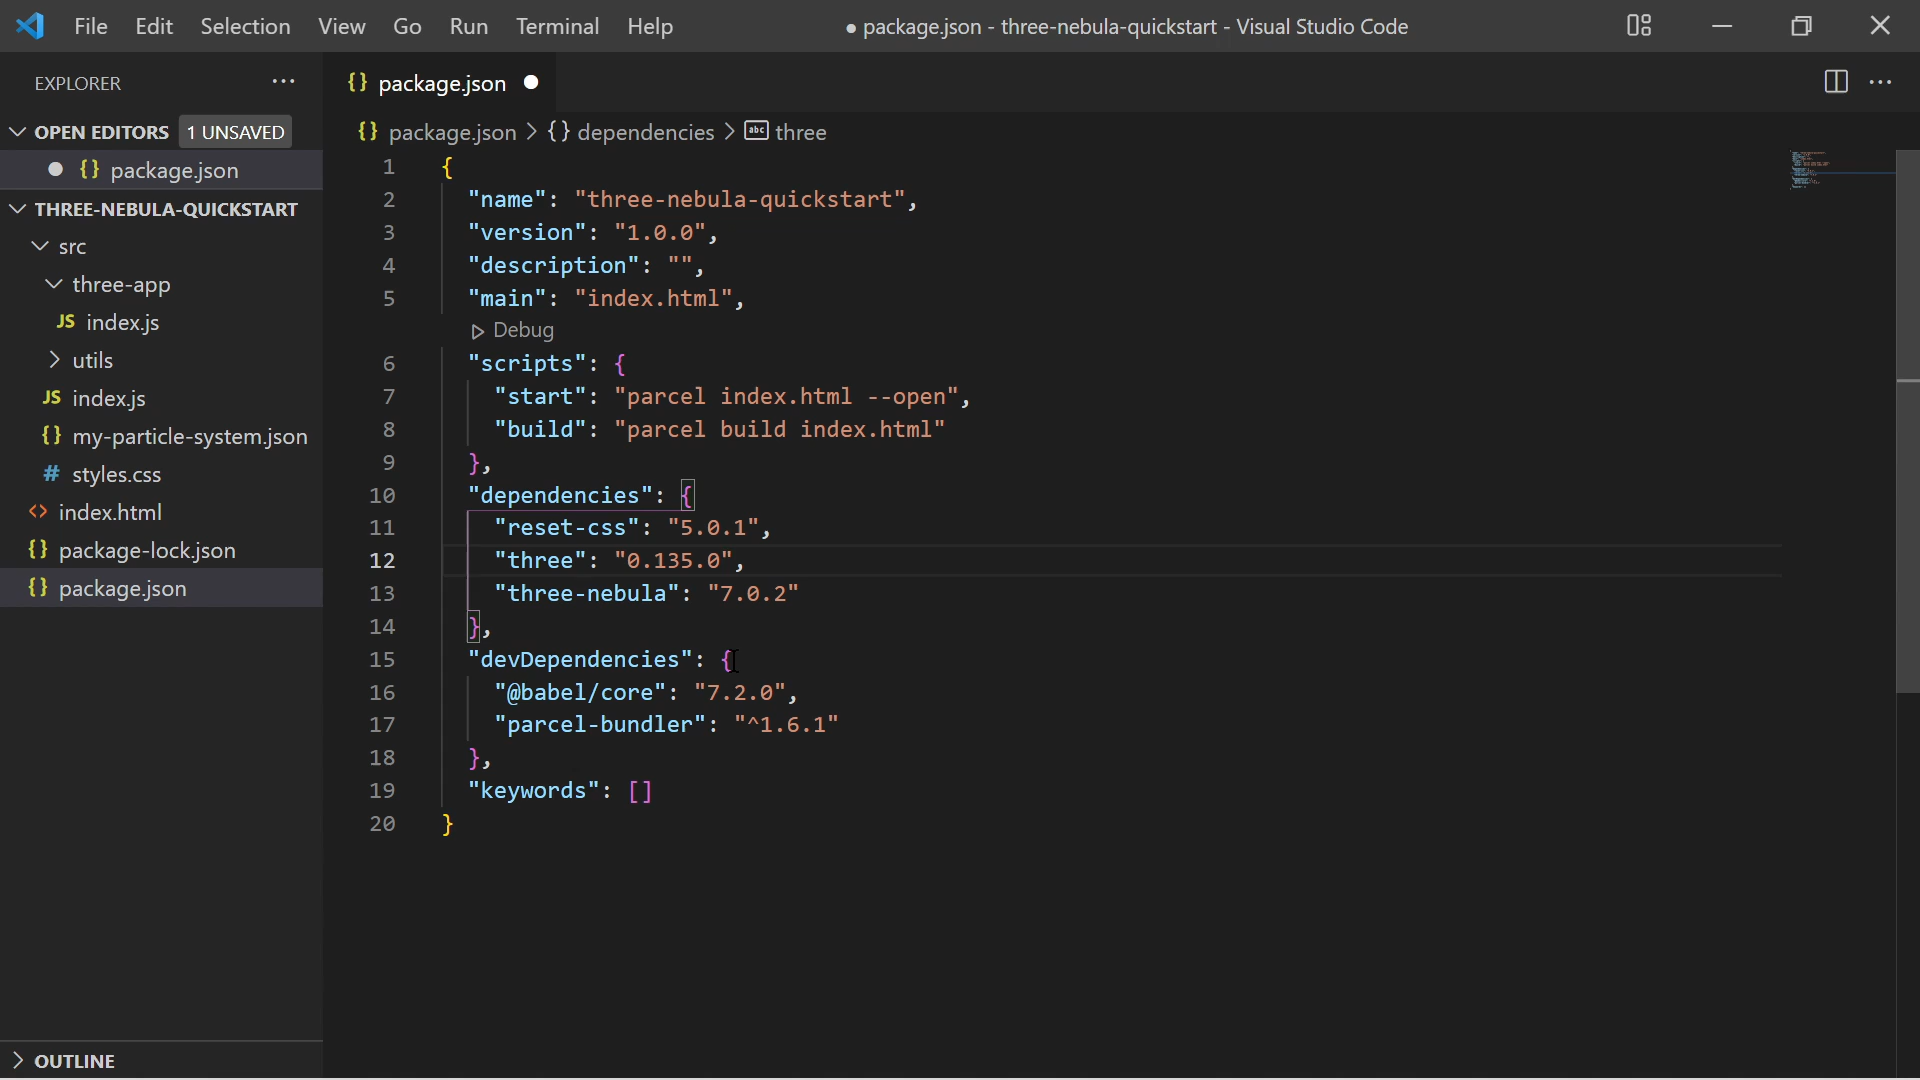 File Edit Selection View Go Run Terminal Help
● package.json - three-nebula-quickstart - Visual Studio Code
EXPLORER
OPEN EDITORS 1 UNSAVED
● {} package.json
THREE-NEBULA-QUICKSTART
src
three-app
JS index.js
utils
JS index.js
{} my-particle-system.json
# styles.css
<> index.html
{} package-lock.json
{} package.json
OUTLINE
{} package.json ●
{} package.json > {} dependencies > abc three
1 {
2 "name": "three-nebula-quickstart",
3 "version": "1.0.0",
4 "description": "",
5 "main": "index.html",
Debug
6 "scripts": {
7 "start": "parcel index.html --open",
8 "build": "parcel build index.html"
9 },
10 "dependencies": {
11 "reset-css": "5.0.1",
12 "three": "0.135.0",
13 "three-nebula": "7.0.2"
14 },
15 "devDependencies": {
16 "@babel/core": "7.2.0",
17 "parcel-bundler": "^1.6.1"
18 },
19 "keywords": []
20 }